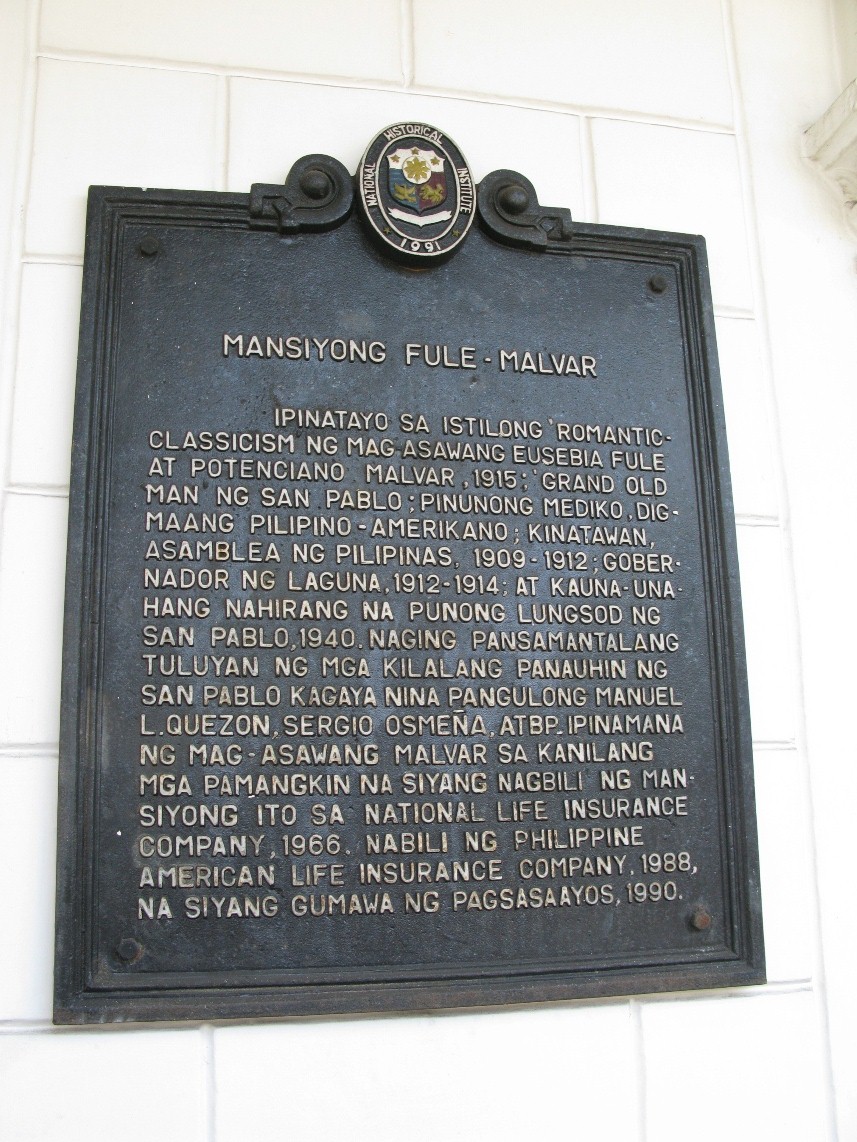 NATIONAL HISTORICAL INSTITUTE
1991
MANSIYONG FULE-MALVAR
IPINATAYO SA ISTILONG 'ROMANTIC-
CLASSICISM NG MAG-ASAWANG EUSEBIA FULE
AT POTENCIANO MALVAR, 1915; 'GRAND OLD
MAN' NG SAN PABLO; PINUNONG MEDIKO, DIG-
MAANG PILIPINO-AMERIKANO; KINATAWAN,
ASAMBLEA NG PILIPINAS, 1909-1912; GOBER-
NADOR NG LAGUNA, 1912-1914; AT KAUNA-UNA-
HANG NAHIRANG NA PUNONG LUNGSOD NG
SAN PABLO, 1940. NAGING PANSAMANTALANG
TULUYAN NG MGA KILALANG PANAUHIN NG
SAN PABLO KAGAYA NINA PANGULONG MANUEL
L. QUEZON, SERGIO OSMEÑA, ATBP. IPINAMANA
NG MAG-ASAWANG MALVAR SA KANILANG
MGA PAMANGKIN NA SIYANG NAGBILI NG MAN-
SIYONG ITO SA NATIONAL LIFE INSURANCE
COMPANY, 1966. NABILI NG PHILIPPINE
AMERICAN LIFE INSURANCE COMPANY, 1988,
NA SIYANG GUMAWA NG PAGSASAAYOS, 1990.